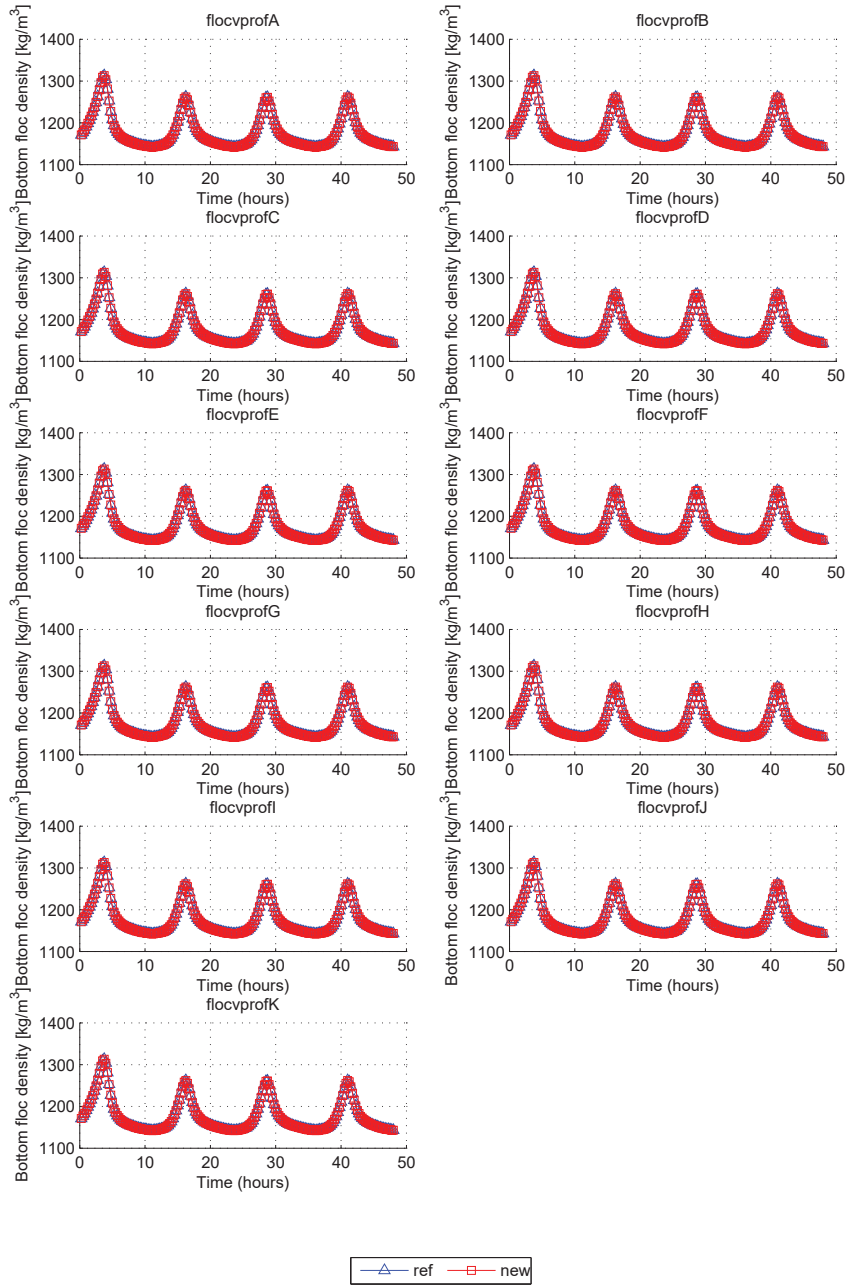 flocvprofA
Bottom floc density [kg/m³]
1400
1300
1200
1100
0 10 20 30 40 50
Time (hours)
flocvprofB
Bottom floc density [kg/m³]
1400
1300
1200
1100
0 10 20 30 40 50
Time (hours)
flocvprofC
Bottom floc density [kg/m³]
1400
1300
1200
1100
0 10 20 30 40 50
Time (hours)
flocvprofD
Bottom floc density [kg/m³]
1400
1300
1200
1100
0 10 20 30 40 50
Time (hours)
flocvprofE
Bottom floc density [kg/m³]
1400
1300
1200
1100
0 10 20 30 40 50
Time (hours)
flocvprofF
Bottom floc density [kg/m³]
1400
1300
1200
1100
0 10 20 30 40 50
Time (hours)
flocvprofG
Bottom floc density [kg/m³]
1400
1300
1200
1100
0 10 20 30 40 50
Time (hours)
flocvprofH
Bottom floc density [kg/m³]
1400
1300
1200
1100
0 10 20 30 40 50
Time (hours)
flocvprofI
Bottom floc density [kg/m³]
1400
1300
1200
1100
0 10 20 30 40 50
Time (hours)
flocvprofJ
Bottom floc density [kg/m³]
1400
1300
1200
1100
0 10 20 30 40 50
Time (hours)
flocvprofK
Bottom floc density [kg/m³]
1400
1300
1200
1100
0 10 20 30 40 50
Time (hours)
ref new